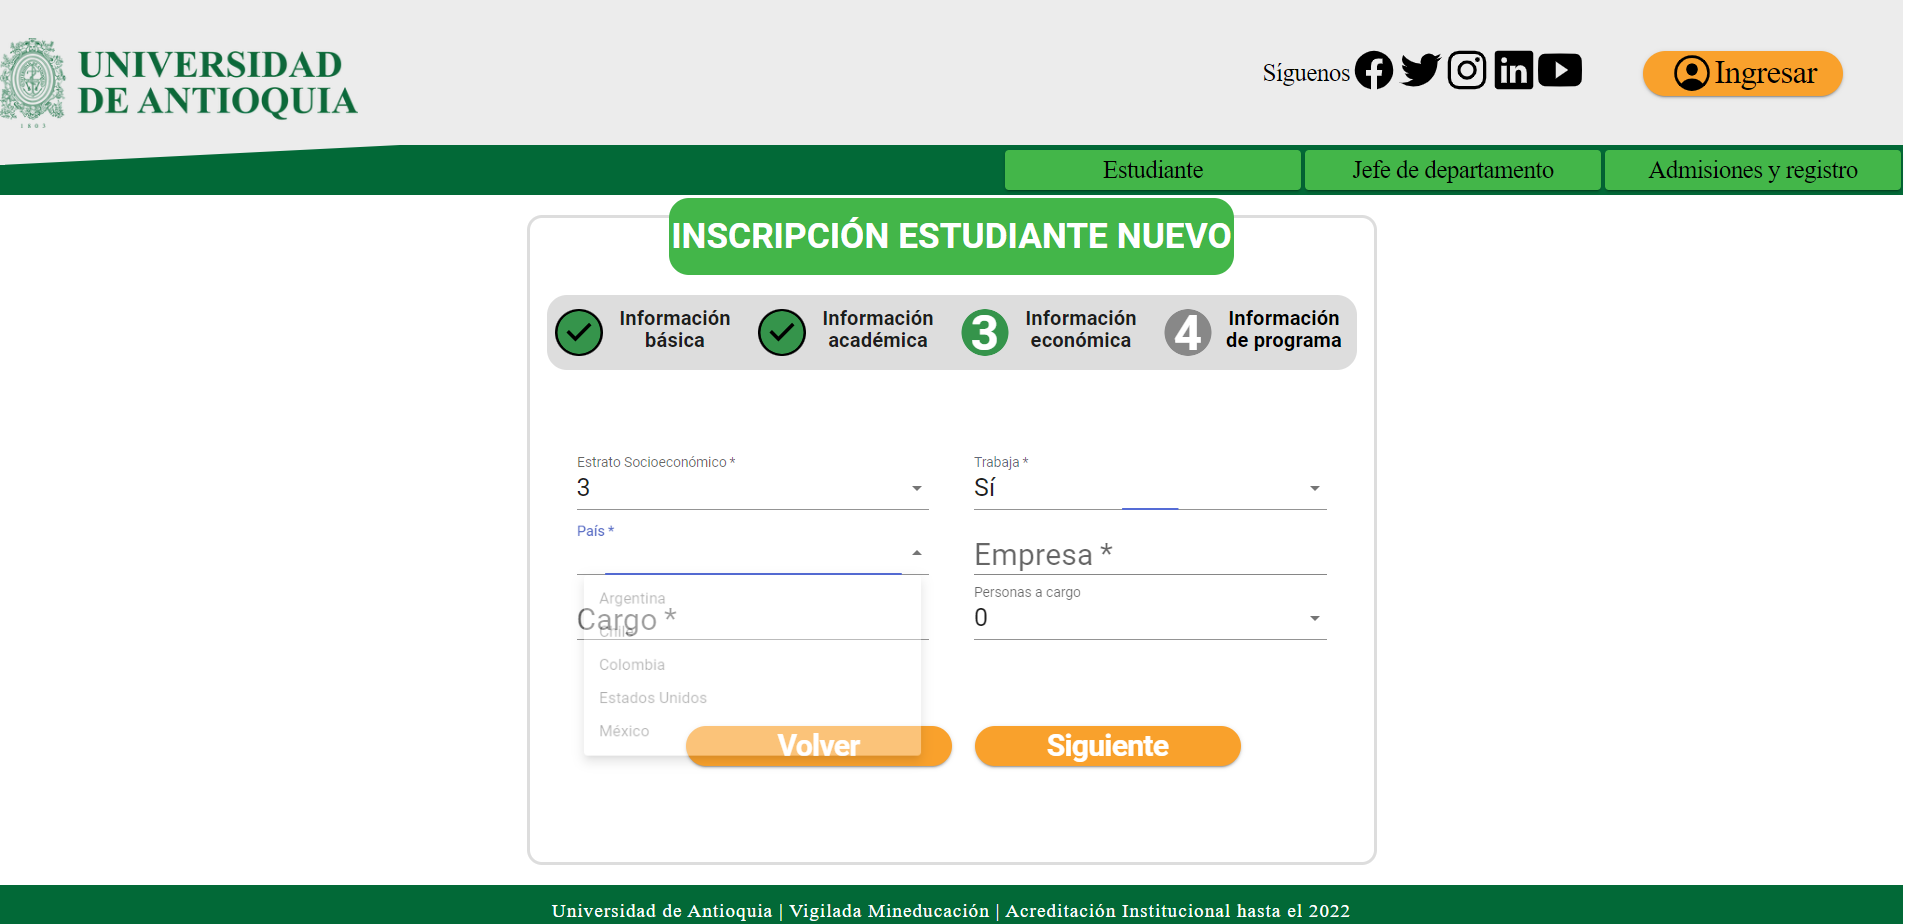 UNIVERSIDAD
DE ANTIOQUIA
1803
Síguenos
Ingresar
Estudiante
Jefe de departamento
Admisiones y registro
INSCRIPCIÓN ESTUDIANTE NUEVO
Información
básica
Información
académica
3
Información
económica
4
Información
de programa
Estrato Socioeconómico *
3
Trabaja *
Sí
País *
Empresa *
Argentina
Cargo *
Chile
Colombia
Estados Unidos
México
Personas a cargo
0
Volver
Siguiente
Universidad de Antioquia | Vigilada Mineducación | Acreditación Institucional hasta el 2022